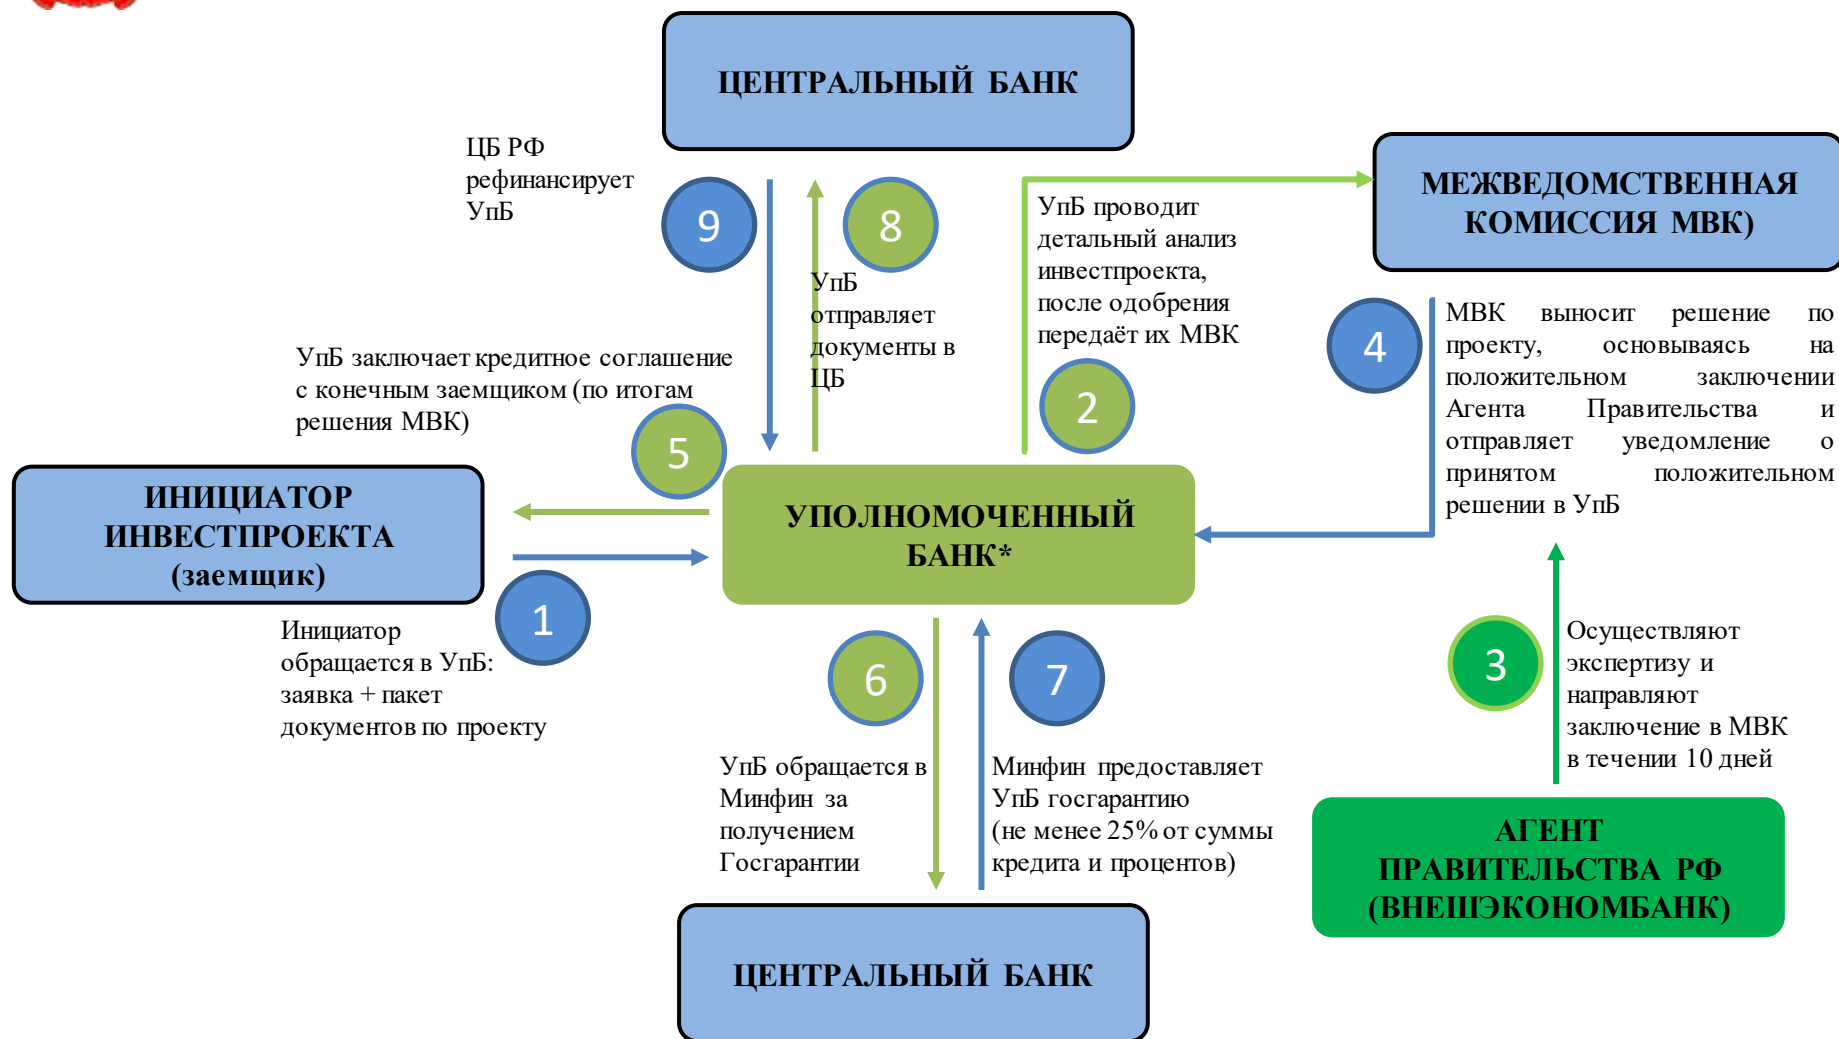 ЦЕНТРАЛЬНЫЙ БАНК
ЦБ РФ
рефинансирует
УпБ
9
8
УпБ
отправляет
документы в
ЦБ
УпБ проводит
детальный анализ
инвестпроекта,
после одобрения
передаёт их МВК
2
МЕЖВЕДОМСТВЕННАЯ
КОМИССИЯ МВК)
4
МВК выносит решение по
проекту, основываясь на
положительном заключении
Агента Правительства и
отправляет уведомление о
принятом положительном
решении в УпБ
УпБ заключает кредитное соглашение
с конечным заемщиком (по итогам
решения МВК)
5
ИНИЦИАТОР
ИНВЕСТПРОЕКТА
(заемщик)
УПОЛНОМОЧЕННЫЙ
БАНК*
1
Инициатор
обращается в УпБ:
заявка + пакет
документов по проекту
6
7
3
Осуществляют
экспертизу и
направляют
заключение в МВК
в течении 10 дней
УпБ обращается в
Минфин за
получением
Госгарантии
Минфин предоставляет
УпБ госгарантию
(не менее 25% от суммы
кредита и процентов)
АГЕНТ
ПРАВИТЕЛЬСТВА РФ
(ВНЕШЭКОНОМБАНК)
ЦЕНТРАЛЬНЫЙ БАНК